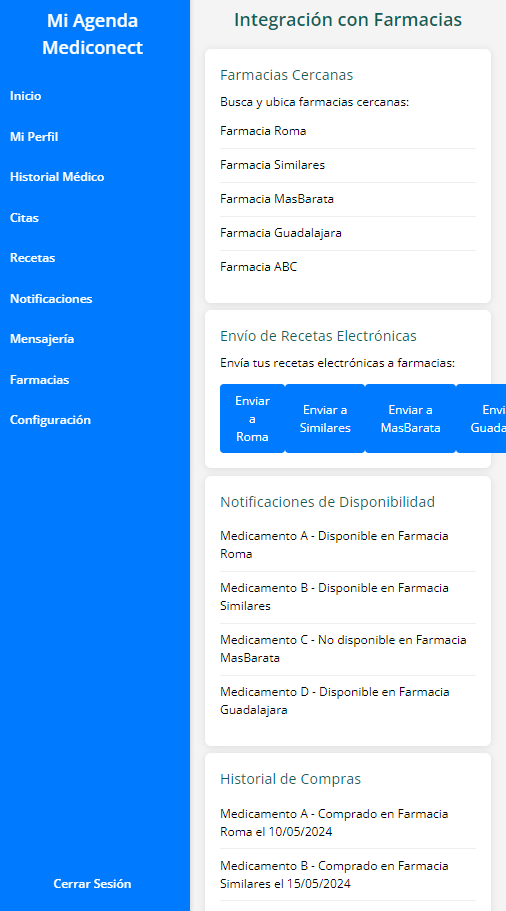 Mi Agenda
Mediconect
Inicio
Mi Perfil
Historial Médico
Citas
Recetas
Notificaciones
Mensajería
Farmacias
Configuración
Cerrar Sesión
Integración con Farmacias
Farmacias Cercanas
Busca y ubica farmacias cercanas:
Farmacia Roma
Farmacia Similares
Farmacia MasBarata
Farmacia Guadalajara
Farmacia ABC
Envío de Recetas Electrónicas
Envía tus recetas electrónicas a farmacias:
Enviar
a
Roma
Enviar a
Similares
Enviar a
MasBarata
Notificaciones de Disponibilidad
Medicamento A - Disponible en Farmacia
Roma
Medicamento B - Disponible en Farmacia
Similares
Medicamento C - No disponible en Farmacia
MasBarata
Medicamento D - Disponible en Farmacia
Guadalajara
Historial de Compras
Medicamento A - Comprado en Farmacia
Roma el 10/05/2024
Medicamento B - Comprado en Farmacia
Similares el 15/05/2024